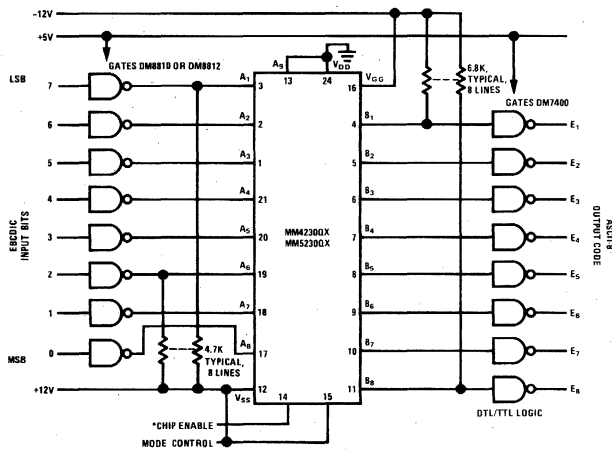 -12V
+5V
GATES DM8810 OR DM8812
LSB
7
6
5
4
3
2
1
0
MSB
EBCDIC
INPUT BITS
+12V
A1
A2
A3
A4
A5
A6
A7
A8
A9
13
24
VDD
VGG
16
3
2
1
21
20
19
18
17
12
VSS
14
15
4
5
6
7
8
9
10
11
MM4230QX
MM5230QX
B1
B2
B3
B4
B5
B6
B7
B8
4.7K
TYPICAL,
8 LINES
6.8K,
TYPICAL,
8 LINES
GATES DM7400
E1
E2
E3
E4
E5
E6
E7
E8
ASCII-8
OUTPUT CODE
DTL/TTL LOGIC
*CHIP ENABLE
MODE CONTROL